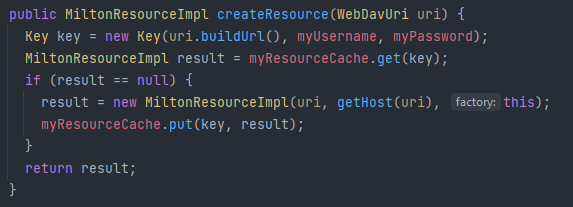 public MiltonResourceImpl createResource(WebDavUri uri) {
  Key key = new Key(uri.buildUrl(), myUsername, myPassword);
  MiltonResourceImpl result = myResourceCache.get(key);
  if (result == null) {
    result = new MiltonResourceImpl(uri, getHost(uri), factory: this);
    myResourceCache.put(key, result);
  }
  return result;
}